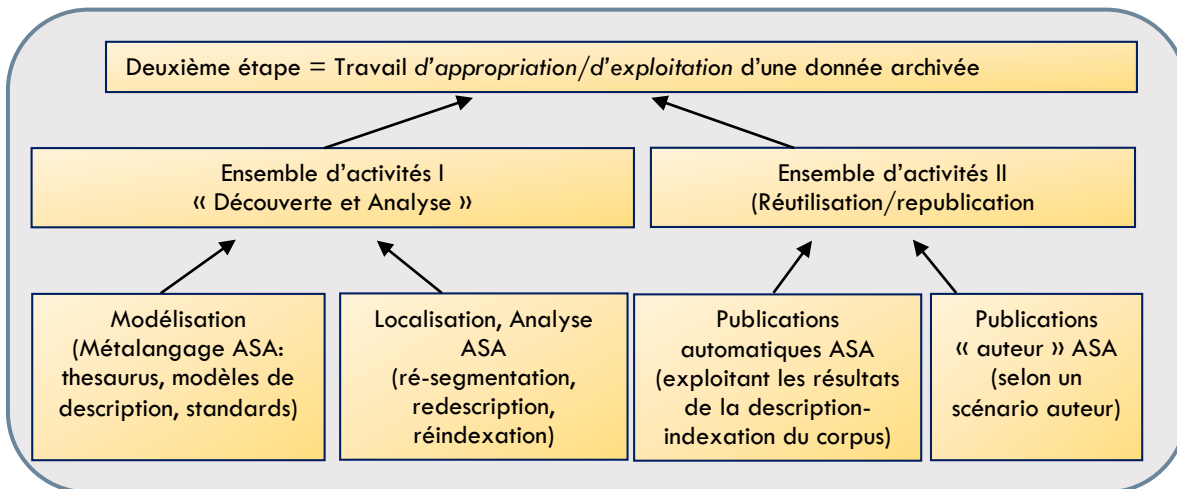 Deuxième étape = Travail d'appropriation/d'exploitation d'une donnée archivée
Ensemble d'activités I
« Découverte et Analyse »
Ensemble d'activités II
(Réutilisation/republication
Modélisation
(Métalangage ASA:
thesaurus, modèles de
description, standards)
Localisation, Analyse
ASA
(ré-segmentation,
redescription,
réindexation)
Publications
automatiques ASA
(exploitant les résultats
de la description-
indexation du corpus)
Publications
« auteur » ASA
(selon un
scénario auteur)